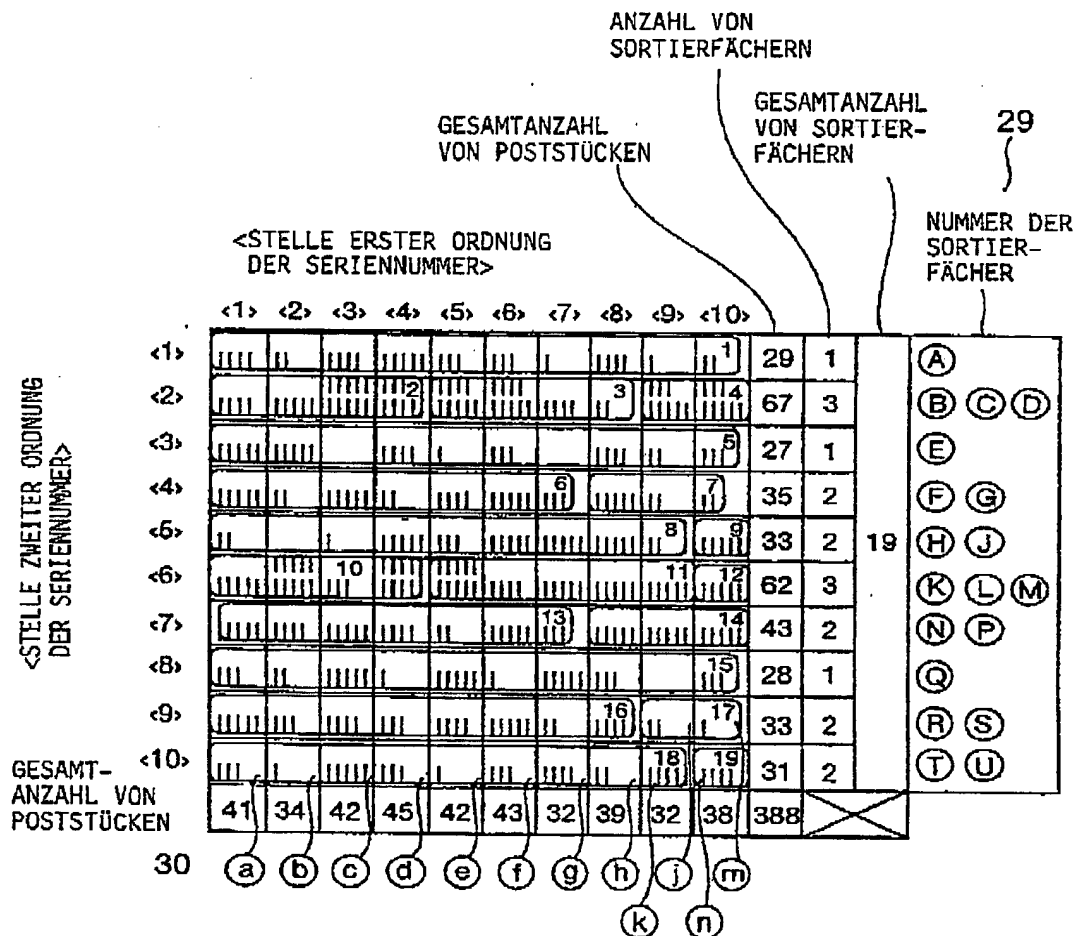 ANZAHL VON
SORTIERFÄCHERN
GESAMTANZAHL
VON SORTIER-
FÄCHERN
29
GESAMTANZAHL
VON POSTSTÜCKEN
NUMMER DER
SORTIER-
FÄCHER
<STELLE ERSTER ORDNUNG
DER SERIENNUMMER>
<1> <2> <3> <4> <5> <6> <7> <8> <9> <10>
<STELLE ZWEITER ORDNUNG
DER SERIENNUMMER>
<1> 1 29 1 A
<2> 2 3 4 67 3 B C D
<3> 5 27 1 E
<4> 6 7 35 2 F G
<5> 8 9 33 2 19 H J
<6> 10 11 12 62 3 K L M
<7> 13 14 43 2 N P
<8> 15 28 1 Q
<9> 16 17 33 2 R S
<10> 18 19 31 2 T U
GESAMT-
ANZAHL VON
POSTSTÜCKEN
41 34 42 45 42 43 32 39 32 38 388
30
a b c d e f g h j m
k n